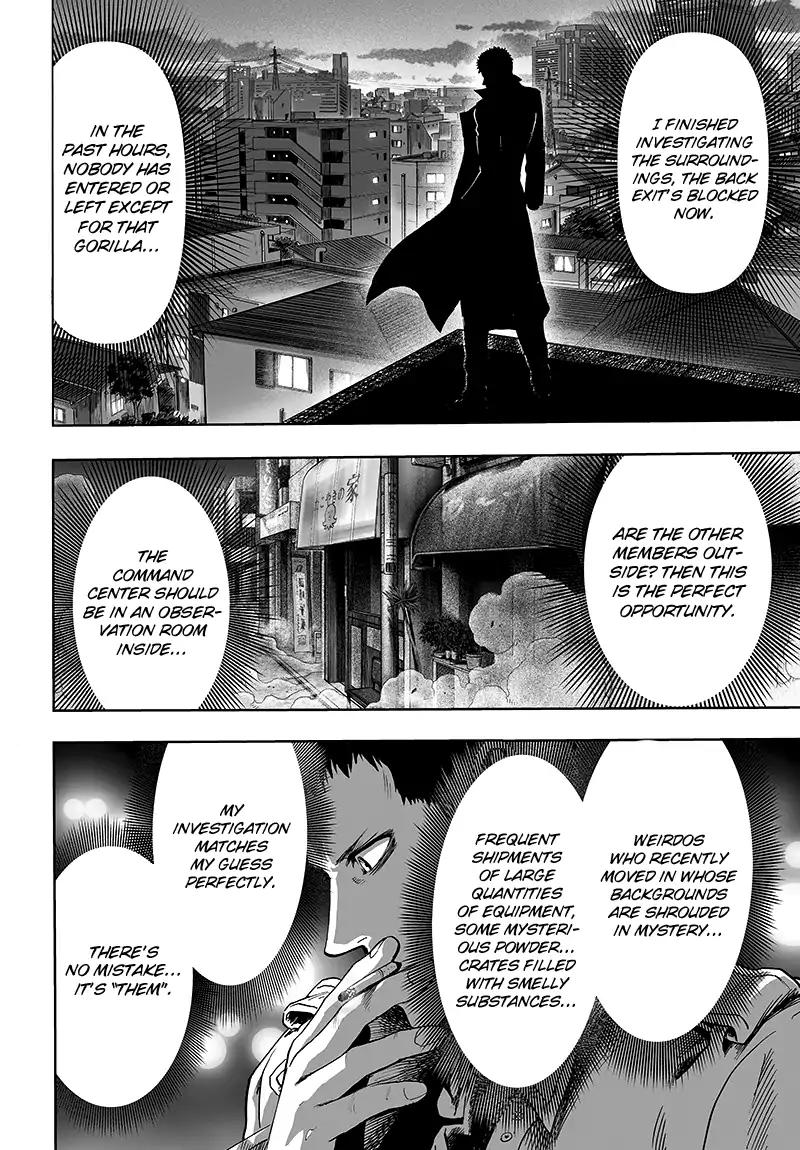 I FINISHED
INVESTIGATING
THE SURROUND-
INGS, THE BACK
EXIT'S BLOCKED
NOW.
IN THE
PAST HOURS,
NOBODY HAS
ENTERED OR
LEFT EXCEPT
FOR THAT
GORILLA...
ARE THE OTHER
MEMBERS OUT-
SIDE? THEN THIS
IS THE PERFECT
OPPORTUNITY.
THE
COMMAND
CENTER SHOULD
BE IN AN OBSER-
VATION ROOM
INSIDE...
WEIRDOS
WHO RECENTLY
MOVED IN WHOSE
BACKGROUNDS
ARE SHROUDED
IN MYSTERY...
FREQUENT
SHIPMENTS
OF LARGE
QUANTITIES
OF EQUIPMENT,
SOME MYSTERI-
OUS POWDER...
CRATES FILLED
WITH SMELLY
SUBSTANCES...
MY
INVESTIGATION
MATCHES
MY GUESS
PERFECTLY.
THERE'S
NO MISTAKE...
IT'S "THEM".